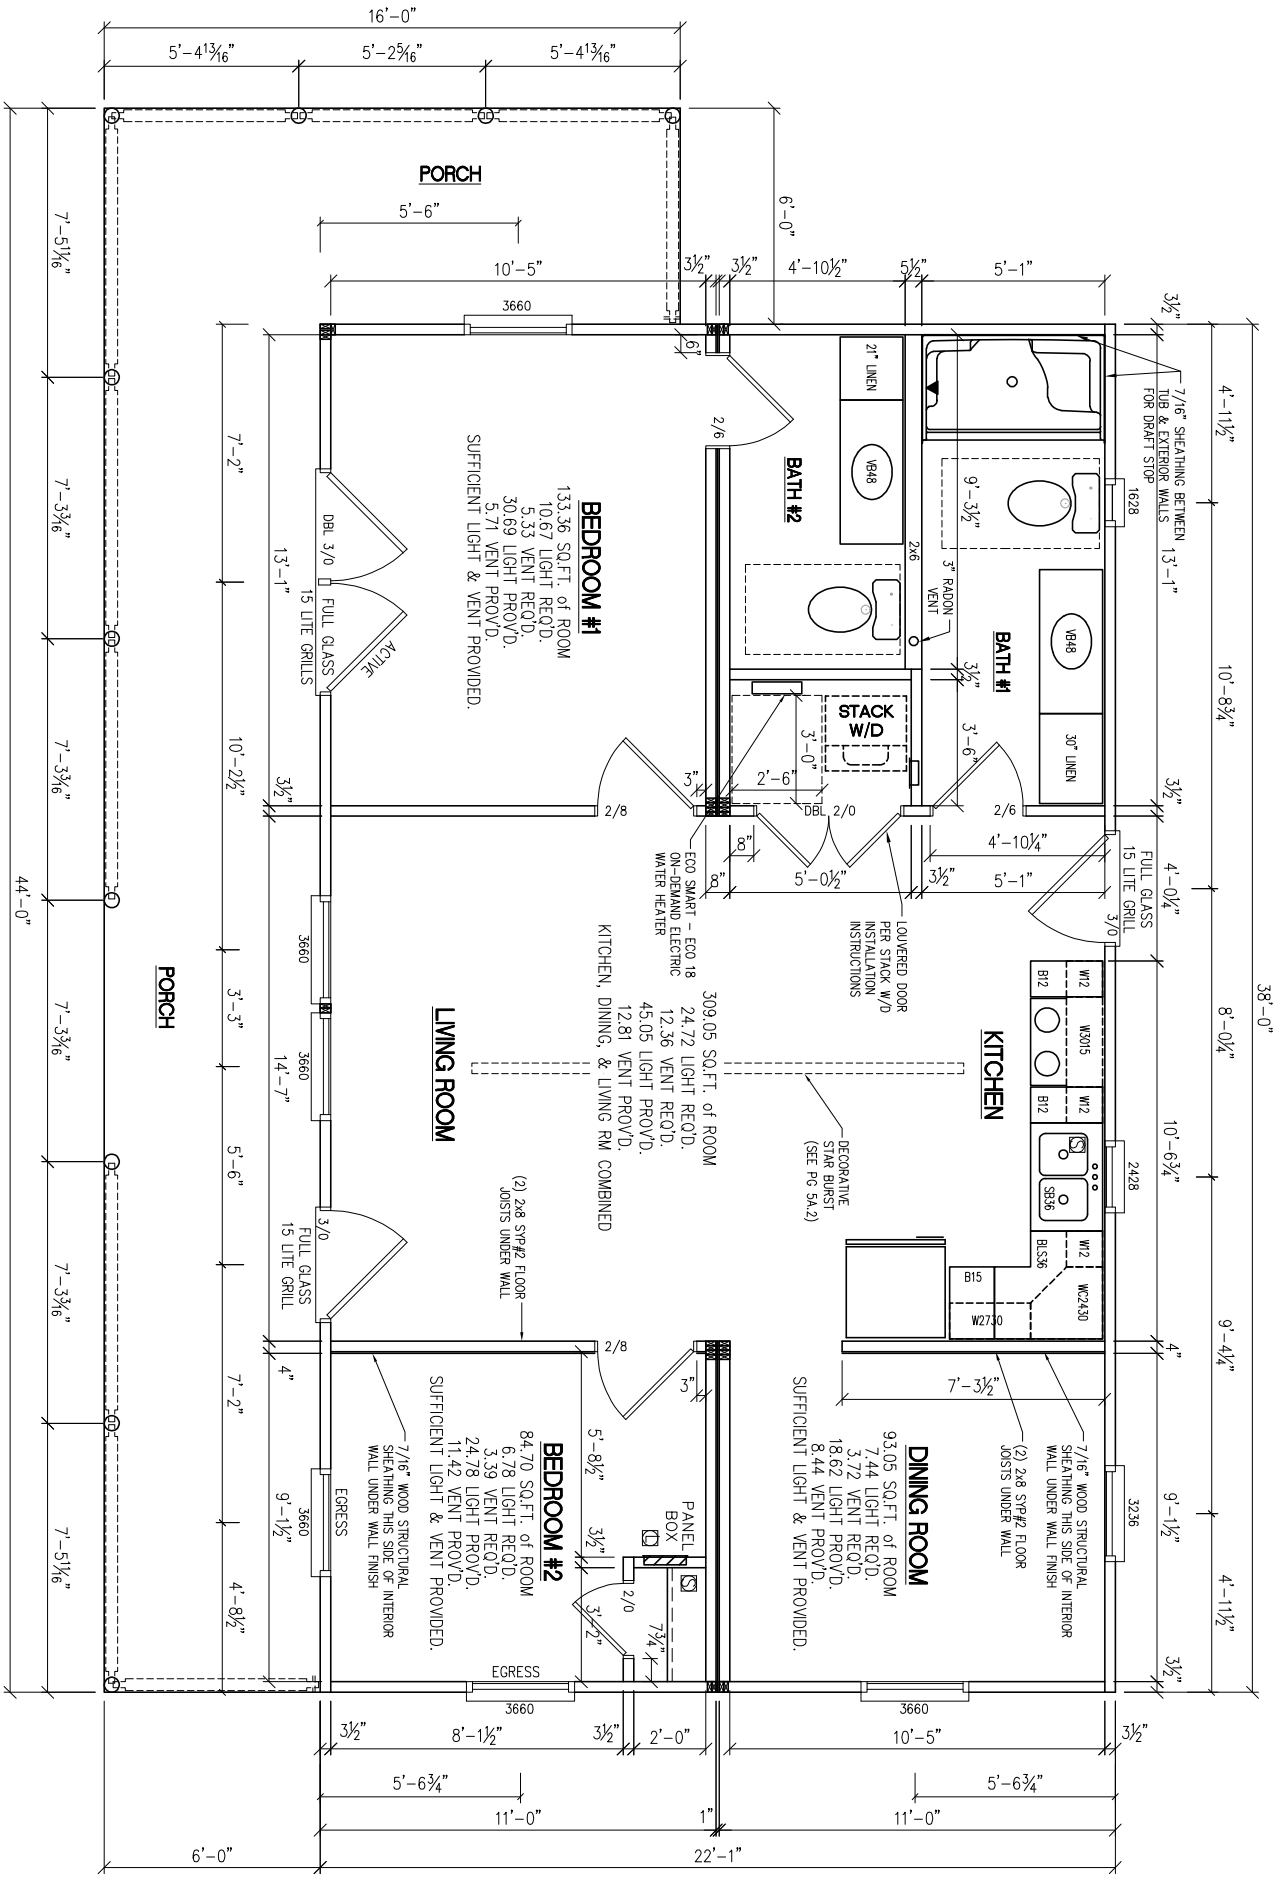 16'-0"
5'-4 13/16"
5'-2 5/16"
5'-4 13/16"
PORCH
5'-6"
6'-0"
10'-5"
3 1/2"
3 1/2"
4'-10 1/2"
5 1/2"
5'-1"
3 1/2"
3660
6"
21" LINEN
VB48
2/6
BATH #2
2x6
3" RADON
VENT
9'-3 1/2"
7/16" SHEATHING BETWEEN
TUB & EXTERIOR WALLS
FOR DRAFT STOP
4'-11 1/2"
1628
13'-1"
VB48
BATH #1
30" LINEN
3 1/2"
3'-6"
10'-8 3/4"
3 1/2"
38'-0"
7'-5 11/16"
7'-3 3/16"
7'-3 3/16"
7'-3 3/16"
7'-3 3/16"
7'-5 11/16"
44'-0"
7'-2"
13'-1"
10'-2 1/2"
3 1/2"
DBL 3/0
FULL GLASS
15 LITE GRILLS
ACTIVE
BEDROOM #1
133.36 SQ.FT. of ROOM
10.67 LIGHT REQ'D.
5.33 VENT REQ'D.
30.69 LIGHT PROV'D.
5.71 VENT PROV'D.
SUFFICIENT LIGHT & VENT PROVIDED.
STACK
W/D
3'-0"
2'-6"
3"
2/8
DBL 2/0
2/6
8"
8"
5'-0 1/2"
3 1/2"
4'-10 1/4"
5'-1"
ECO SMART - ECO 18
ON-DEMAND ELECTRIC
WATER HEATER
LOUVERED DOOR
PER STACK W/D
INSTALLATION
INSTRUCTIONS
3/0
FULL GLASS
15 LITE GRILL
4'-0 1/4"
8'-0 1/4"
10'-6 3/4"
B12
W12
W3015
B12
W12
SB36
S
2428
BLS36
W12
WC2430
B15
W2730
KITCHEN
309.05 SQ.FT. of ROOM
24.72 LIGHT REQ'D.
12.36 VENT REQ'D.
45.05 LIGHT PROV'D.
12.81 VENT PROV'D.
KITCHEN, DINING, & LIVING RM COMBINED
DECORATIVE
STAR BURST
(SEE PG 5A.2)
LIVING ROOM
PORCH
3660
3660
3'-3"
14'-7"
5'-6"
3/0
FULL GLASS
15 LITE GRILL
(2) 2x8 SYP#2 FLOOR
JOISTS UNDER WALL
2/8
3"
4"
4"
9'-4 1/4"
7'-3 1/2"
7/16" WOOD STRUCTURAL
SHEATHING THIS SIDE OF INTERIOR
WALL UNDER WALL FINISH
(2) 2x8 SYP#2 FLOOR
JOISTS UNDER WALL
DINING ROOM
93.05 SQ.FT. of ROOM
7.44 LIGHT REQ'D.
3.72 VENT REQ'D.
18.62 LIGHT PROV'D.
8.44 VENT PROV'D.
SUFFICIENT LIGHT & VENT PROVIDED.
3236
9'-1 1/2"
4'-11 1/2"
3 1/2"
7'-2"
9'-1 1/2"
4'-8 1/2"
3660
EGRESS
7/16" WOOD STRUCTURAL
SHEATHING THIS SIDE OF INTERIOR
WALL UNDER WALL FINISH
BEDROOM #2
84.70 SQ.FT. of ROOM
6.78 LIGHT REQ'D.
3.39 VENT REQ'D.
24.78 LIGHT PROV'D.
11.42 VENT PROV'D.
SUFFICIENT LIGHT & VENT PROVIDED.
5'-8 1/2"
3 1/2"
3'-2"
PANEL
BOX
C
S
2/0
7 3/4"
EGRESS
3660
3660
3 1/2"
8'-1 1/2"
3 1/2"
2'-0"
10'-5"
3 1/2"
5'-6 3/4"
5'-6 3/4"
11'-0"
1"
11'-0"
6'-0"
22'-1"